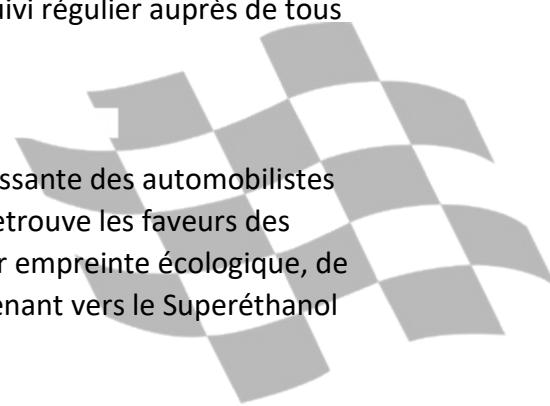 uivi régulier auprès de tous
issante des automobilistes
etrouve les faveurs des
r empreinte écologique, de
enant vers le Superéthanol